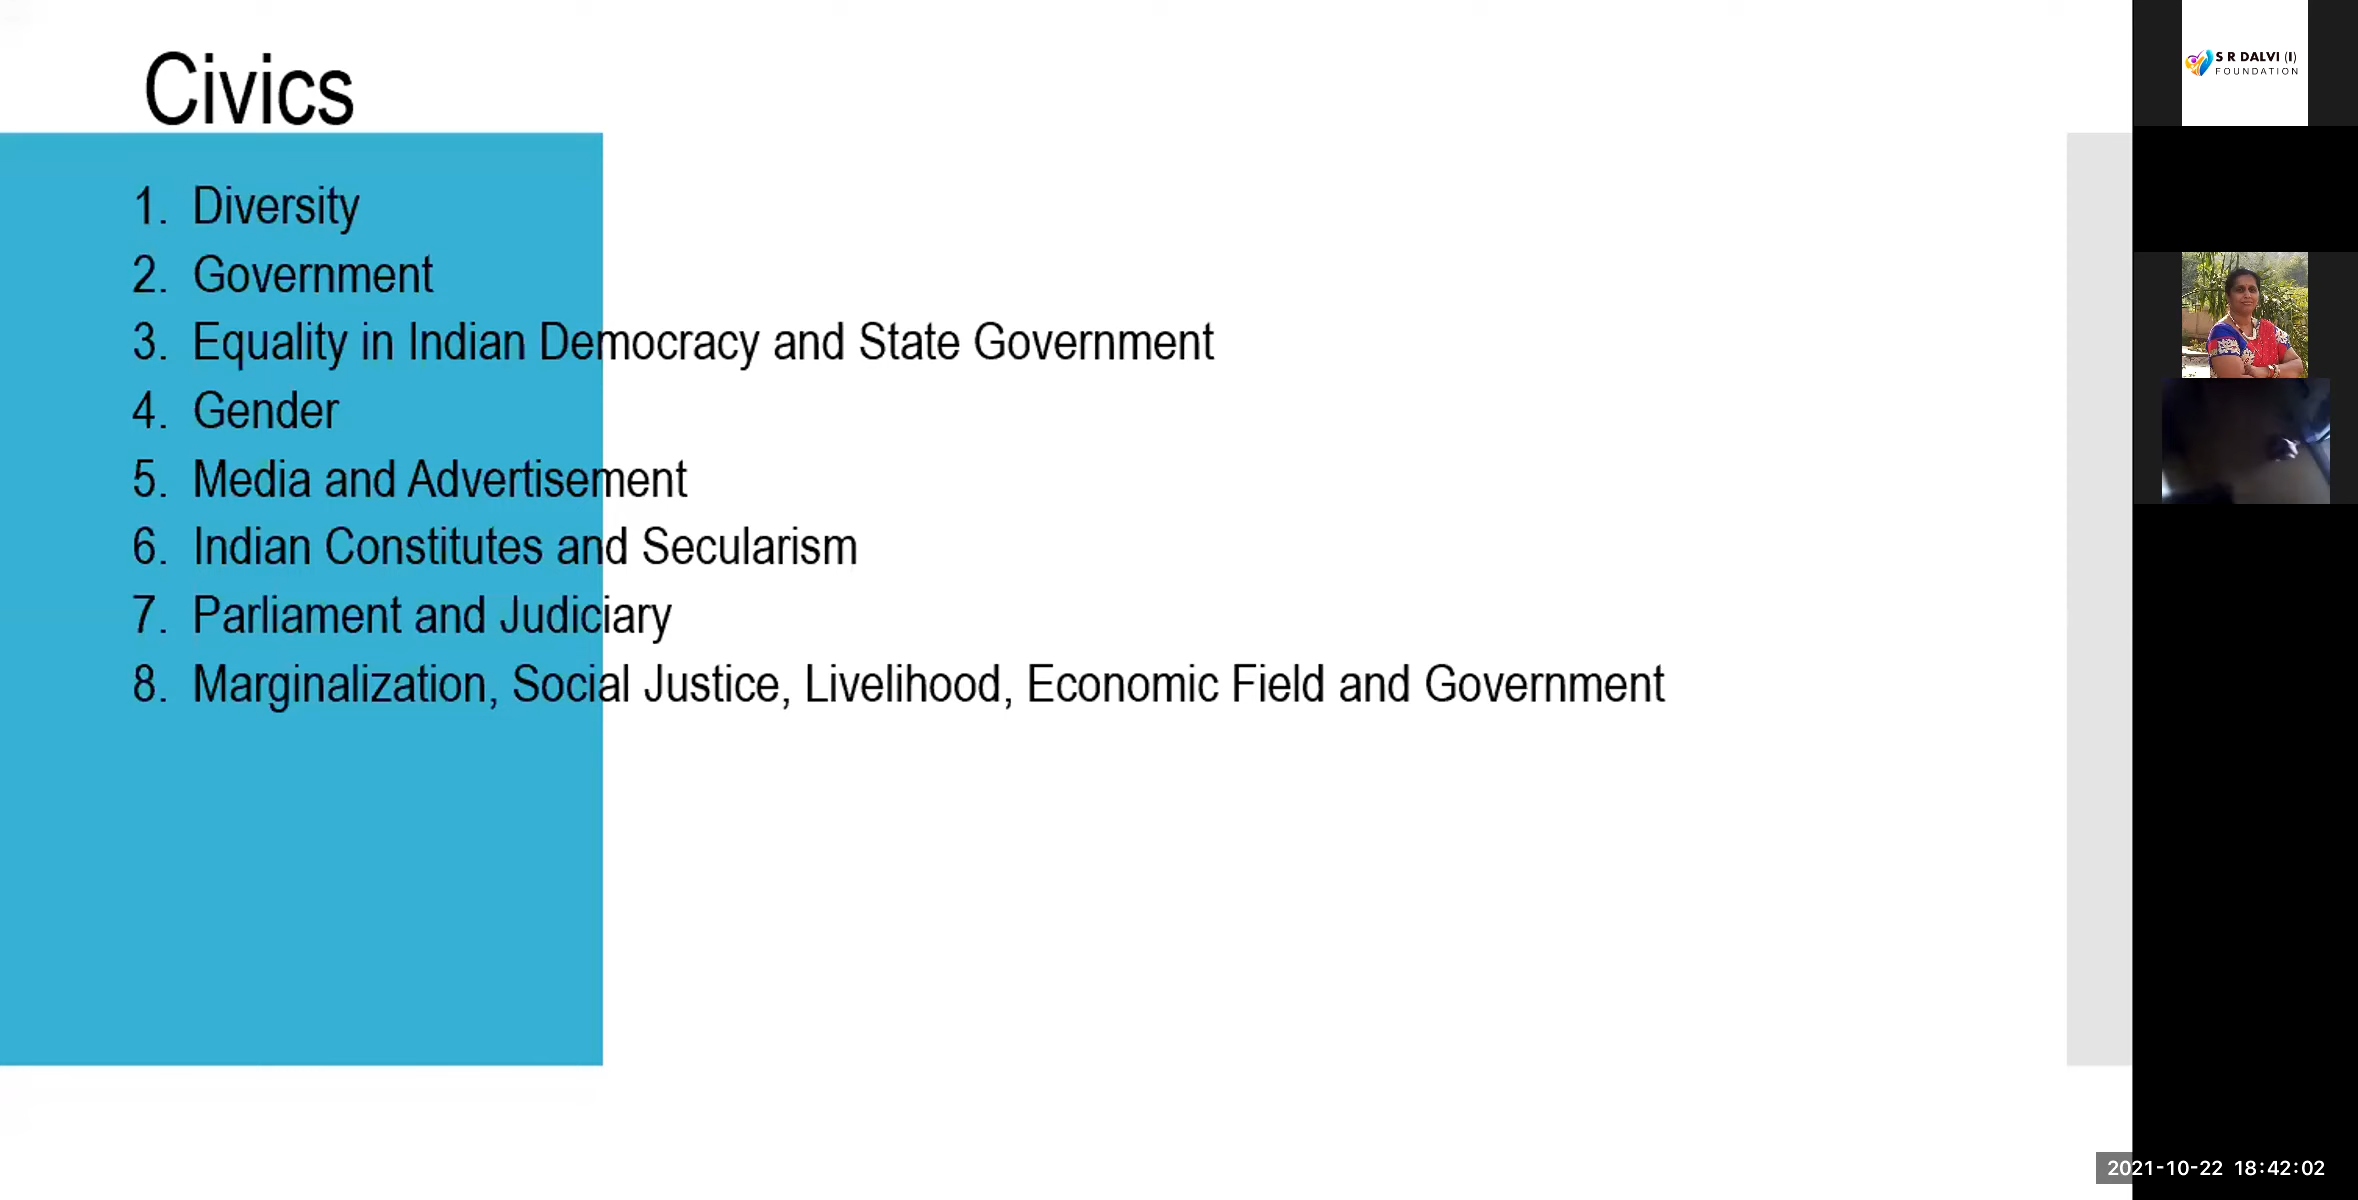 Civics
1. Diversity
2. Government
3. Equality in Indian Democracy and State Government
4. Gender
5. Media and Advertisement
6. Indian Constitutes and Secularism
7. Parliament and Judiciary
8. Marginalization, Social Justice, Livelihood, Economic Field and Government
S R DALVI (I)
FOUNDATION
2021-10-22 18:42:02